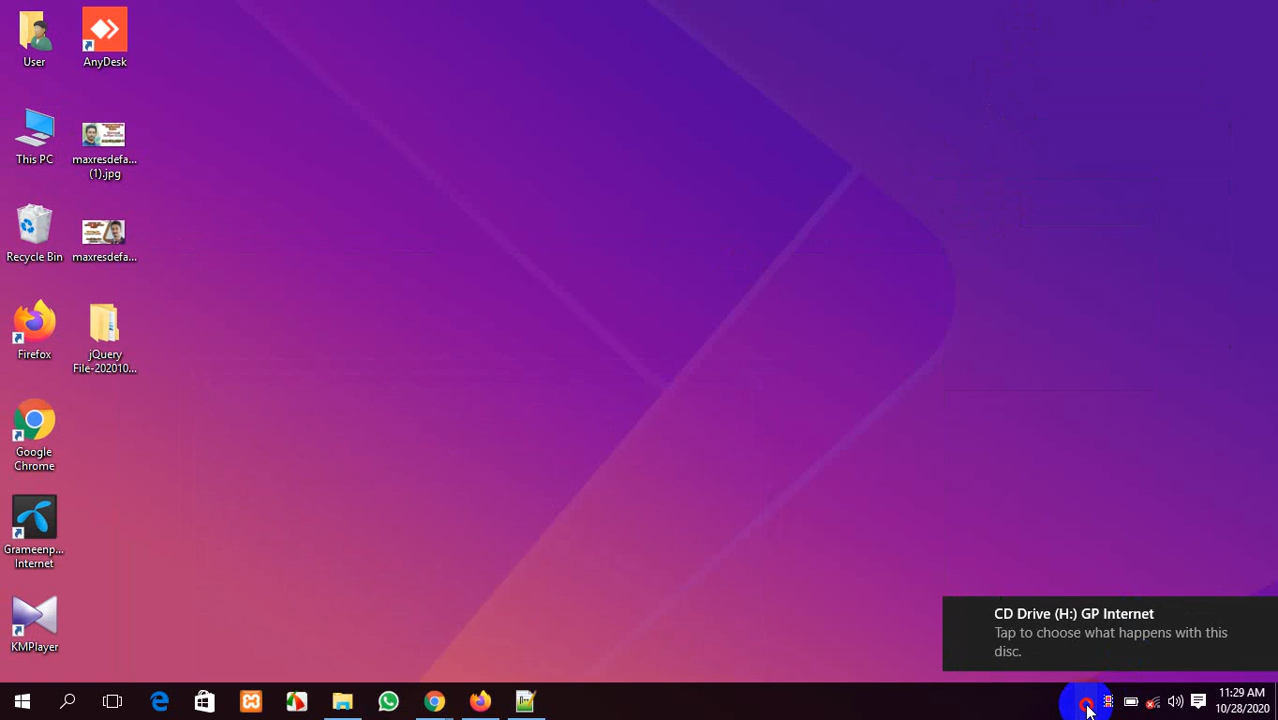 User
AnyDesk
This PC
maxresdefa...
(1).jpg
Recycle Bin
maxresdefa...
Firefox
jQuery
File-202010...
Google
Chrome
Grameenp...
Internet
KMPlayer
CD Drive (H:) GP Internet
Tap to choose what happens with this
disc.
11:29 AM
10/28/2020